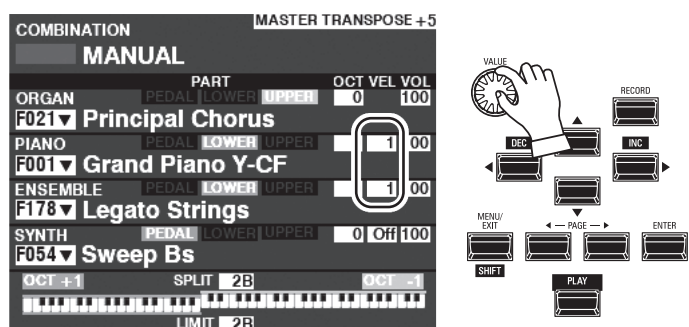 MASTER TRANSPOSE +5
COMBINATION
MANUAL
PART OCT VEL VOL
ORGAN PEDAL LOWER UPPER 0 100
F021▼ Principal Chorus
PIANO PEDAL LOWER UPPER 1 00
F001▼ Grand Piano Y-CF
ENSEMBLE PEDAL LOWER UPPER 1 00
F178▼ Legato Strings
SYNTH PEDAL LOWER UPPER 0 Off 100
F054▼ Sweep Bs
OCT +1 SPLIT 2B OCT -1
LIMIT 2B
VALUE
RECORD
DEC INC
MENU/
EXIT
PAGE
ENTER
SHIFT
PLAY